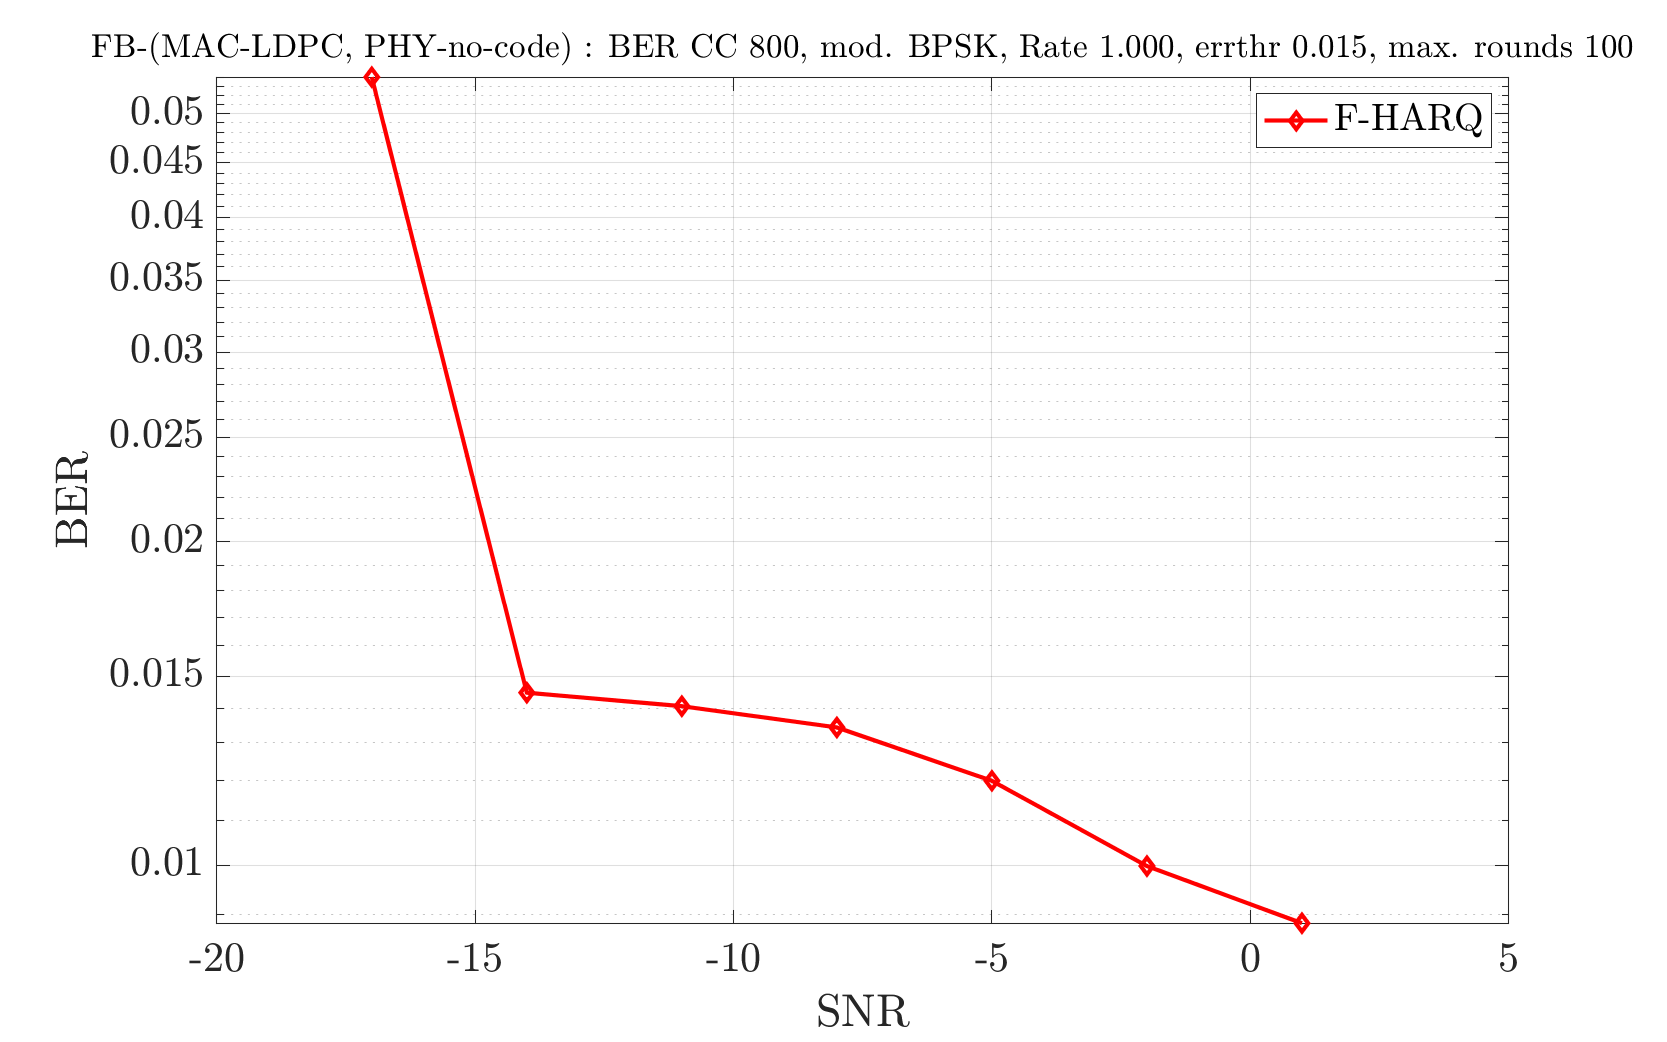 FB-(MAC-LDPC, PHY-no-code) : BER CC 800, mod. BPSK, Rate 1.000, errthr 0.015, max. rounds 100
F-HARQ
0.05
0.045
0.04
0.035
0.03
0.025
0.02
0.015
0.01
BER
-20 -15 -10 -5 0 5
SNR